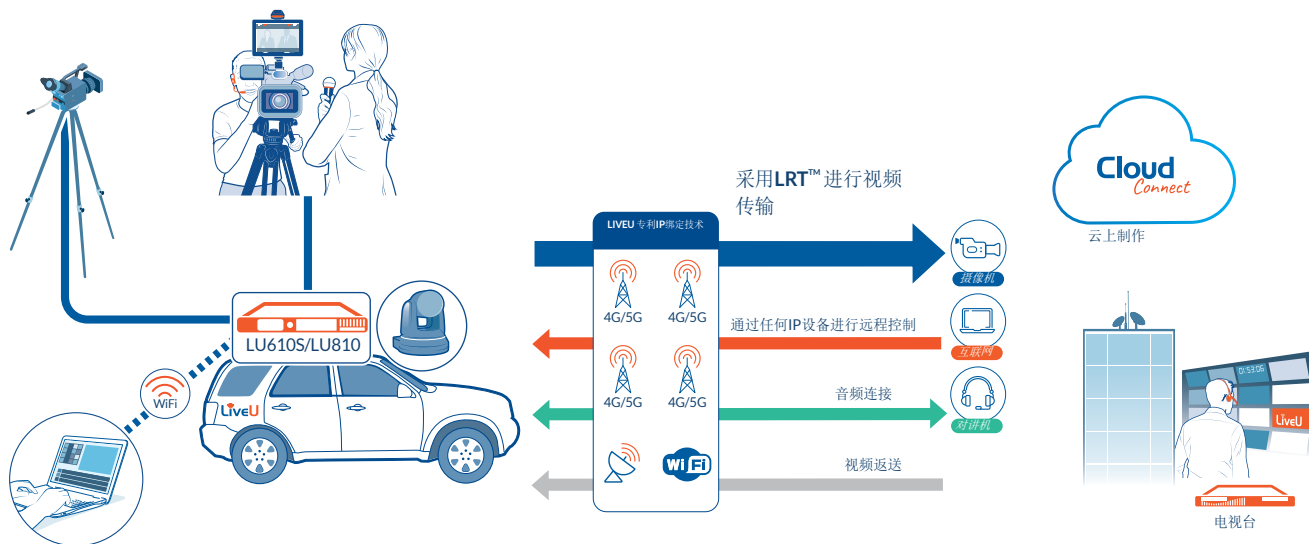 采用LRT™ 进行视频
传输
Cloud
Connect
云上制作
LIVEU 专利IP绑定技术
4G/5G
4G/5G
摄像机
通过任何IP设备进行远程控制
互联网
LU610S/LU810
WiFi
LiveU
4G/5G
4G/5G
音频连接
对讲机
01:53:06
LiveU
WiFi
视频返送
电视台